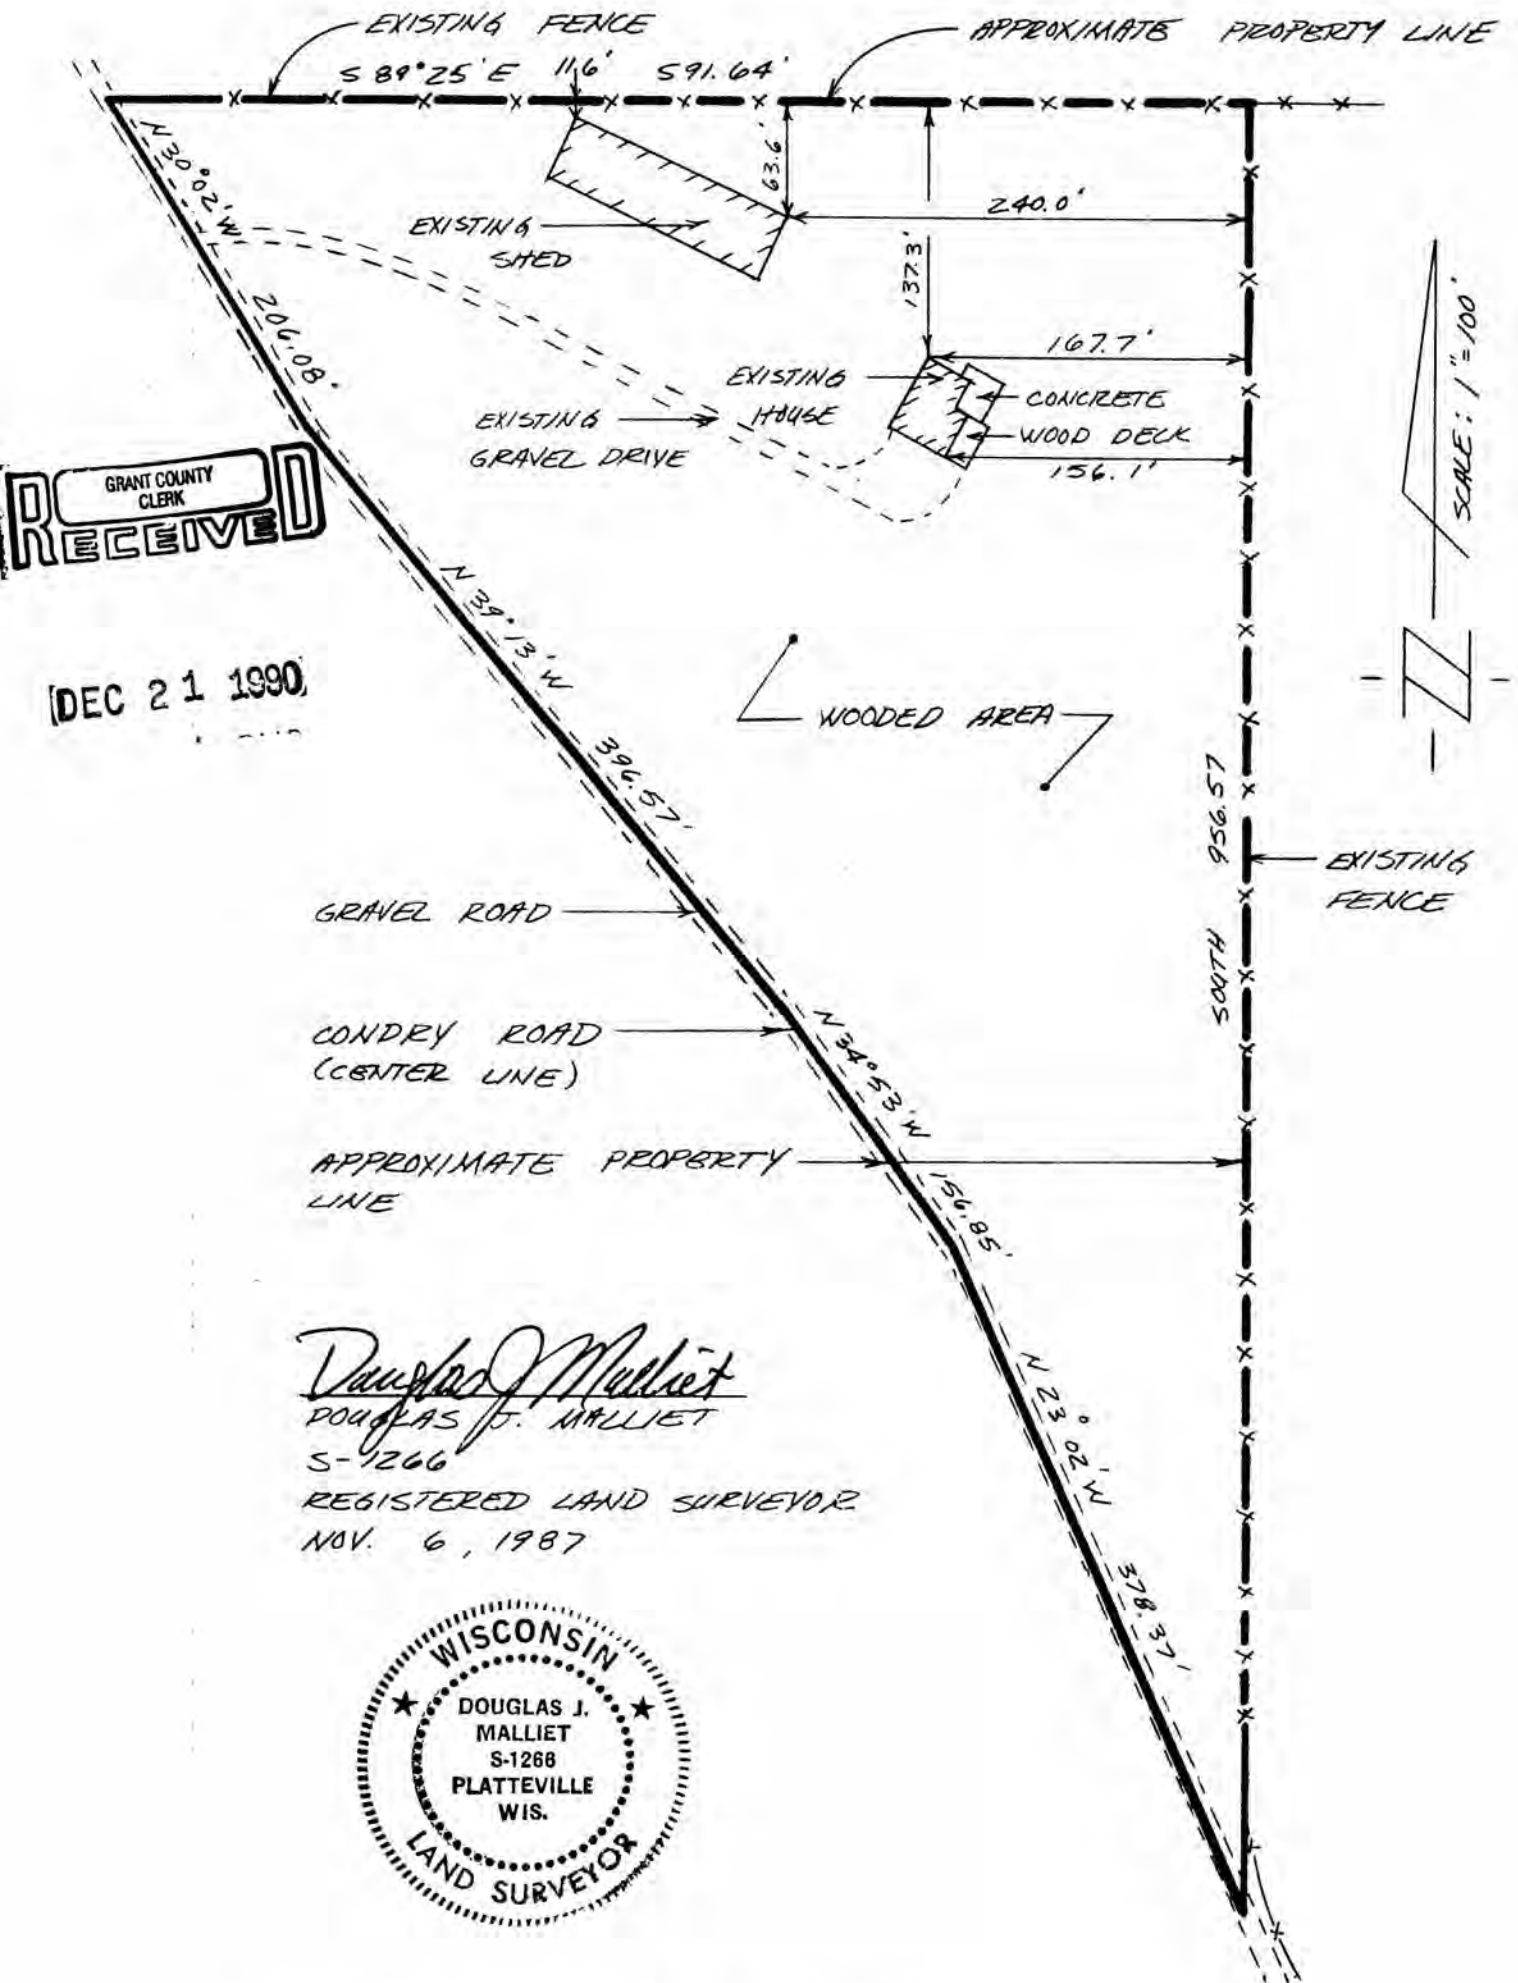 EXISTING FENCE
APPROXIMATE PROPERTY LINE
S 89°25'E 11.6' 591.64'
N 30°02'W
206.08'
63.6'
240.0'
EXISTING
SHED
137.3'
167.7'
EXISTING
HOUSE
CONCRETE
WOOD DECK
156.1'
EXISTING
GRAVEL DRIVE
SCALE: 1"=100'
N
GRANT COUNTY
CLERK
RECEIVED
DEC 21 1990
N 39°13'W
396.57'
WOODED AREA
SOUTH 956.57
EXISTING
FENCE
GRAVEL ROAD
CONDRY ROAD
(CENTER LINE)
N 34°53'W
156.85'
APPROXIMATE PROPERTY
LINE
N 23°02'W
378.37'
Douglas J Malliet
DOUGLAS J. MALLIET
S-1266
REGISTERED LAND SURVEYOR
NOV. 6, 1987
WISCONSIN
DOUGLAS J.
MALLIET
S-1266
PLATTEVILLE
WIS.
LAND SURVEYOR